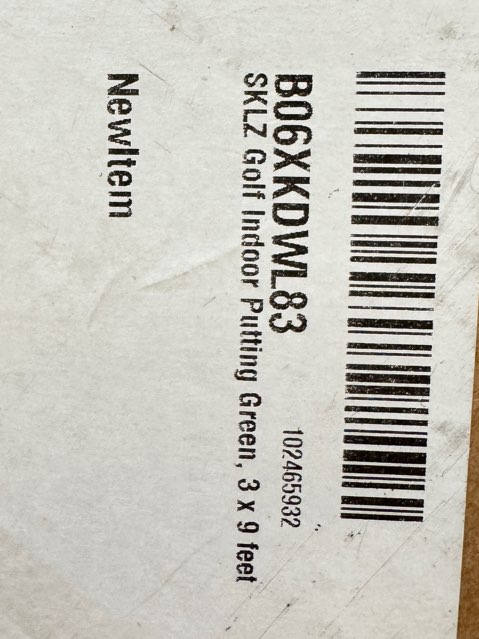 B06XKDWL83 102465932
SKLZ Golf Indoor Putting Green, 3 x 9 feet
NewItem